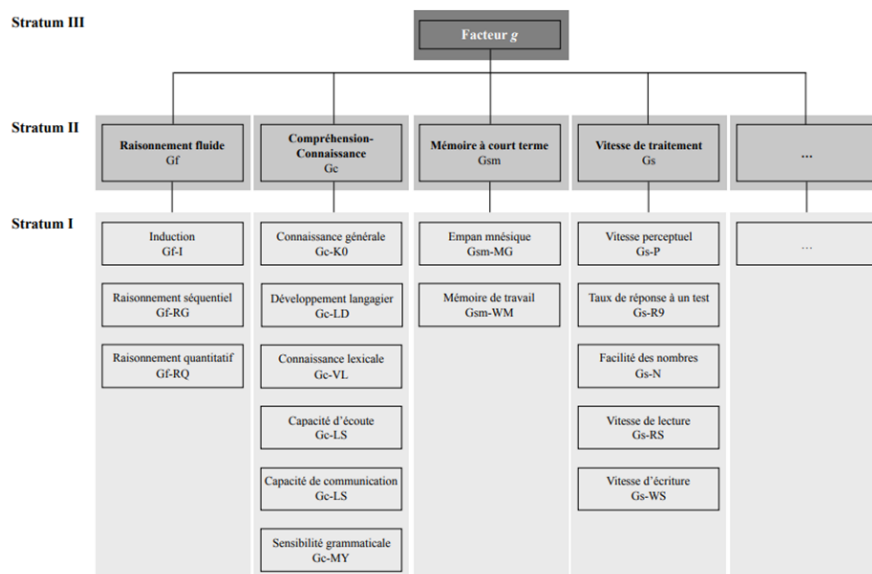 Stratum III
Facteur g
Stratum II
Raisonnement fluide
Gf
Compréhension-
Connaissance
Gc
Mémoire à court terme
Gsm
Vitesse de traitement
Gs
...
Stratum I
Induction
Gf-I
Connaissance générale
Gc-K0
Empan mnésique
Gsm-MG
Vitesse perceptuel
Gs-P
...
Raisonnement séquentiel
Gf-RG
Développement langagier
Gc-LD
Mémoire de travail
Gsm-WM
Taux de réponse à un test
Gs-R9
Raisonnement quantitatif
Gf-RQ
Connaissance lexicale
Gc-VL
Facilité des nombres
Gs-N
Capacité d'écoute
Gc-LS
Vitesse de lecture
Gs-RS
Capacité de communication
Gc-LS
Vitesse d'écriture
Gs-WS
Sensibilité grammaticale
Gc-MY